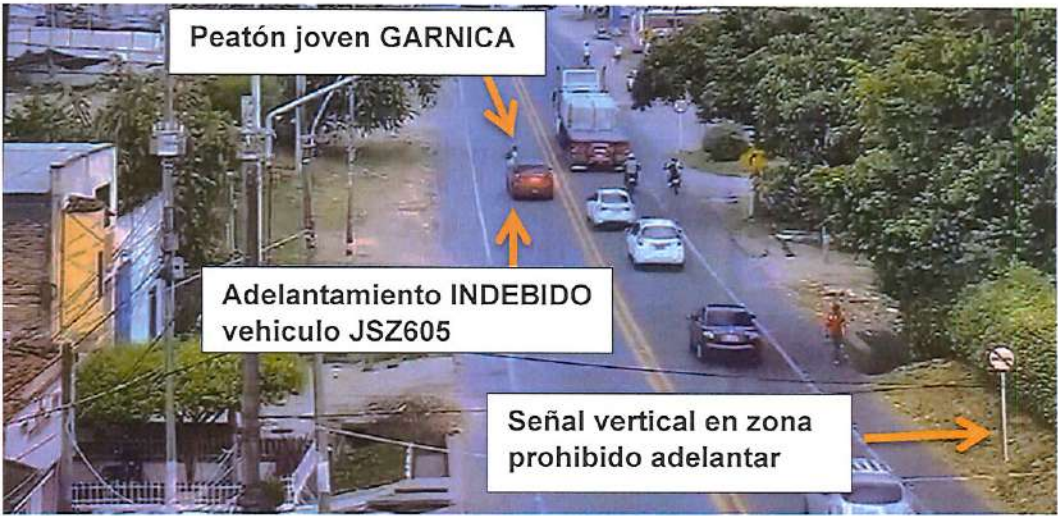 Peatón joven GARNICA
Adelantamiento INDEBIDO
vehiculo JSZ605
Señal vertical en zona
prohibido adelantar